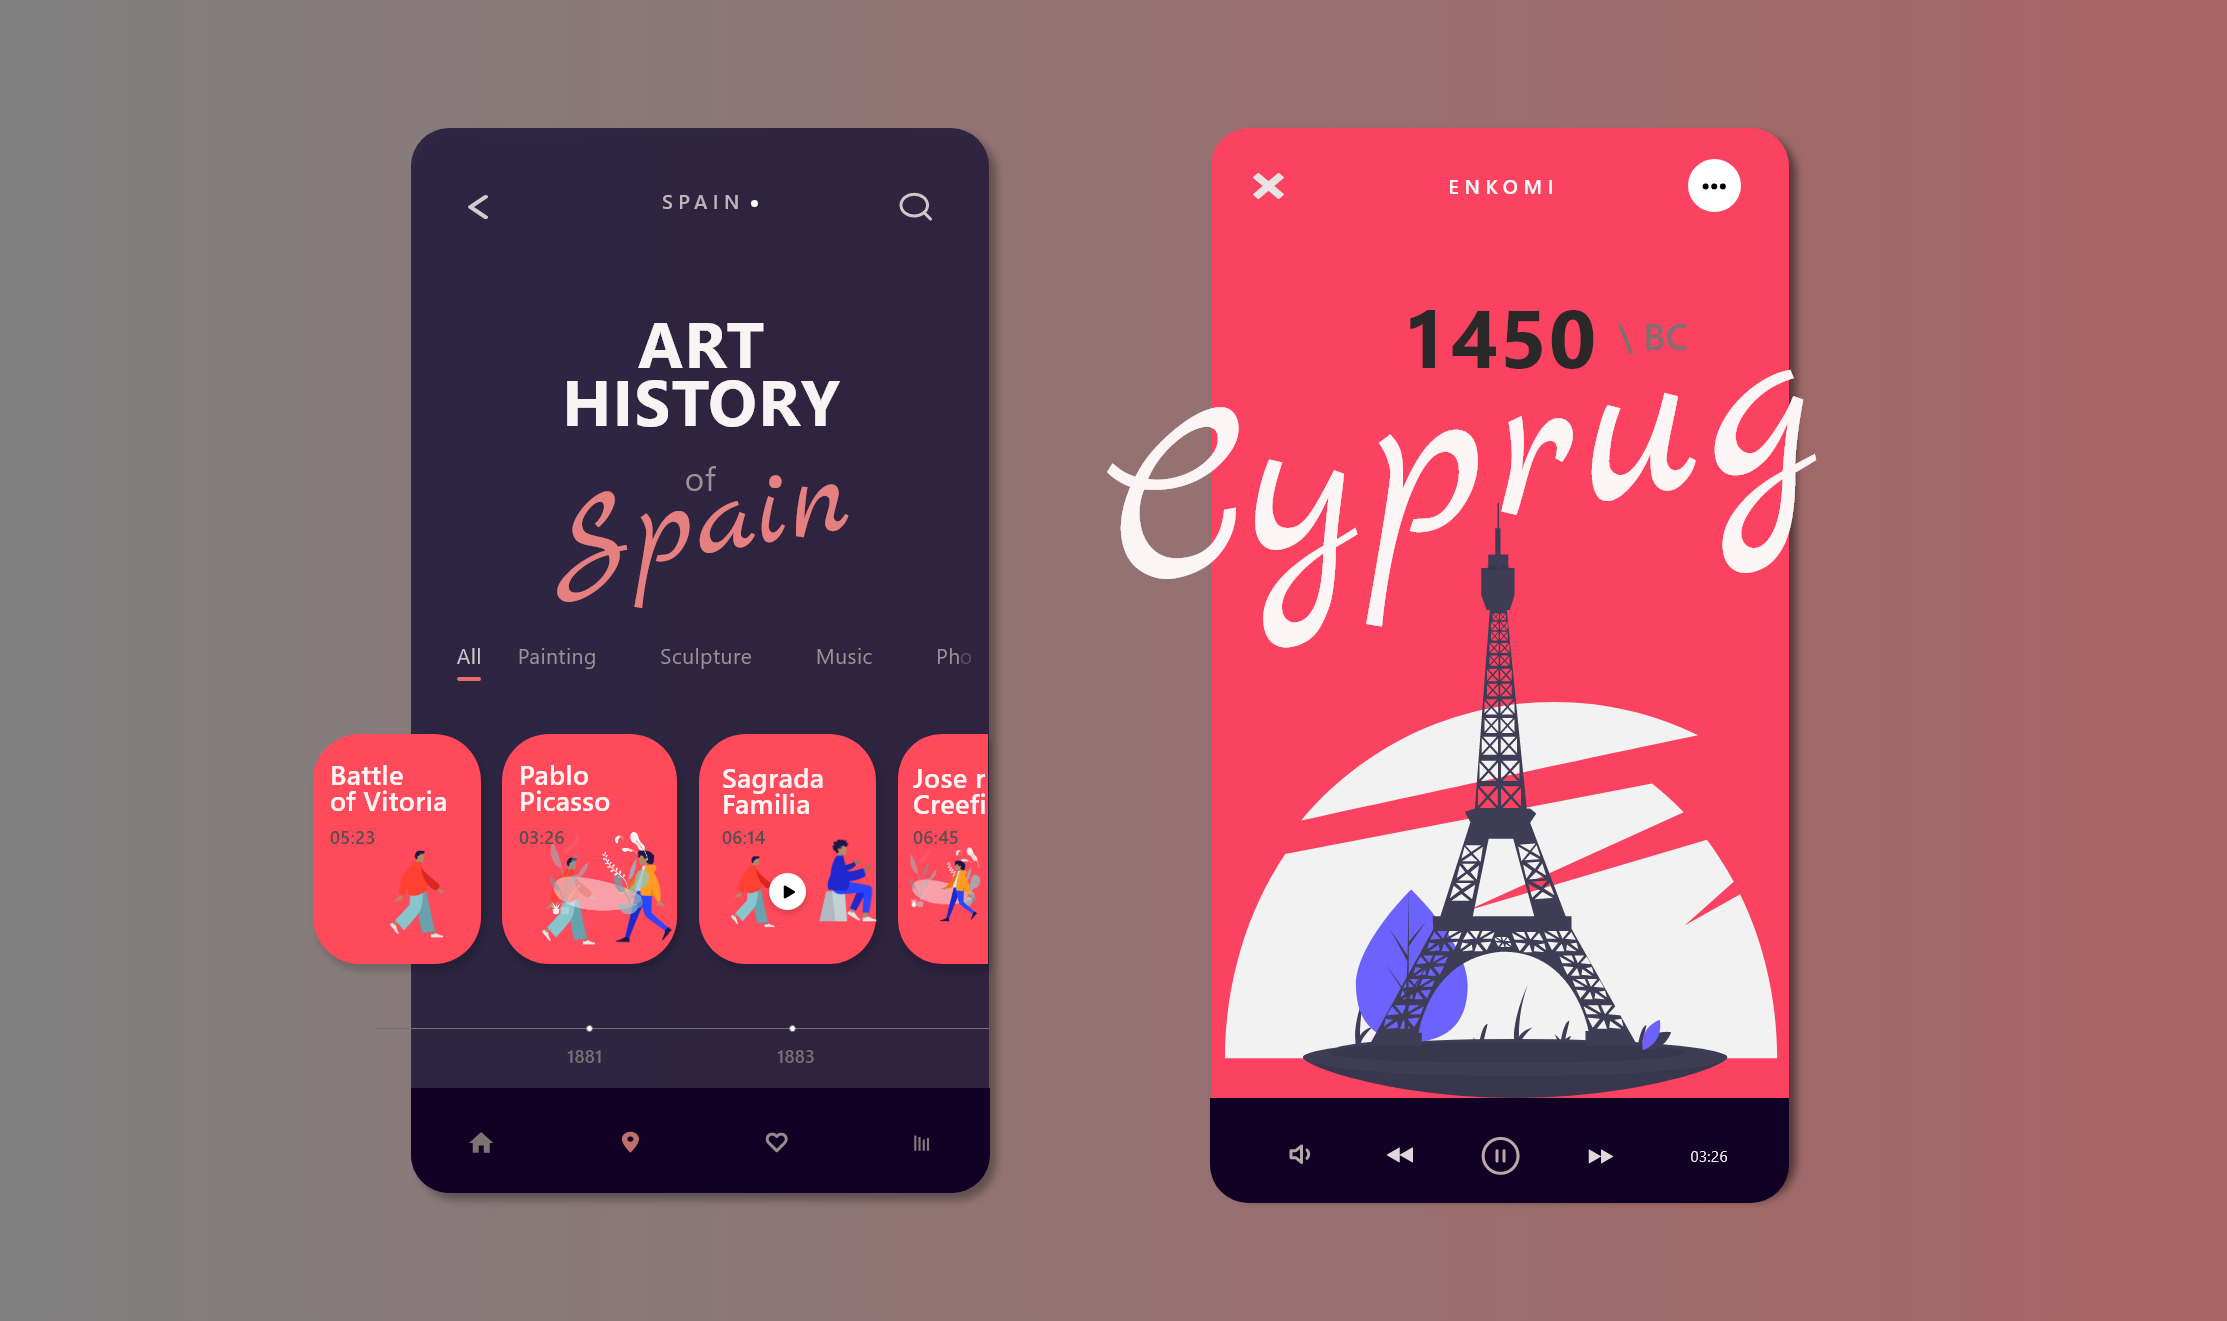 SPAIN
ART
HISTORY
of
Spain
All Painting Sculpture Music Pho
Battle
of Vitoria
05:23
Pablo
Picasso
03:26
Sagrada
Familia
06:14
Jose r
Creefi
06:45
1881 1883
ENKOMI
1450 \ BC
Cyprug
03:26